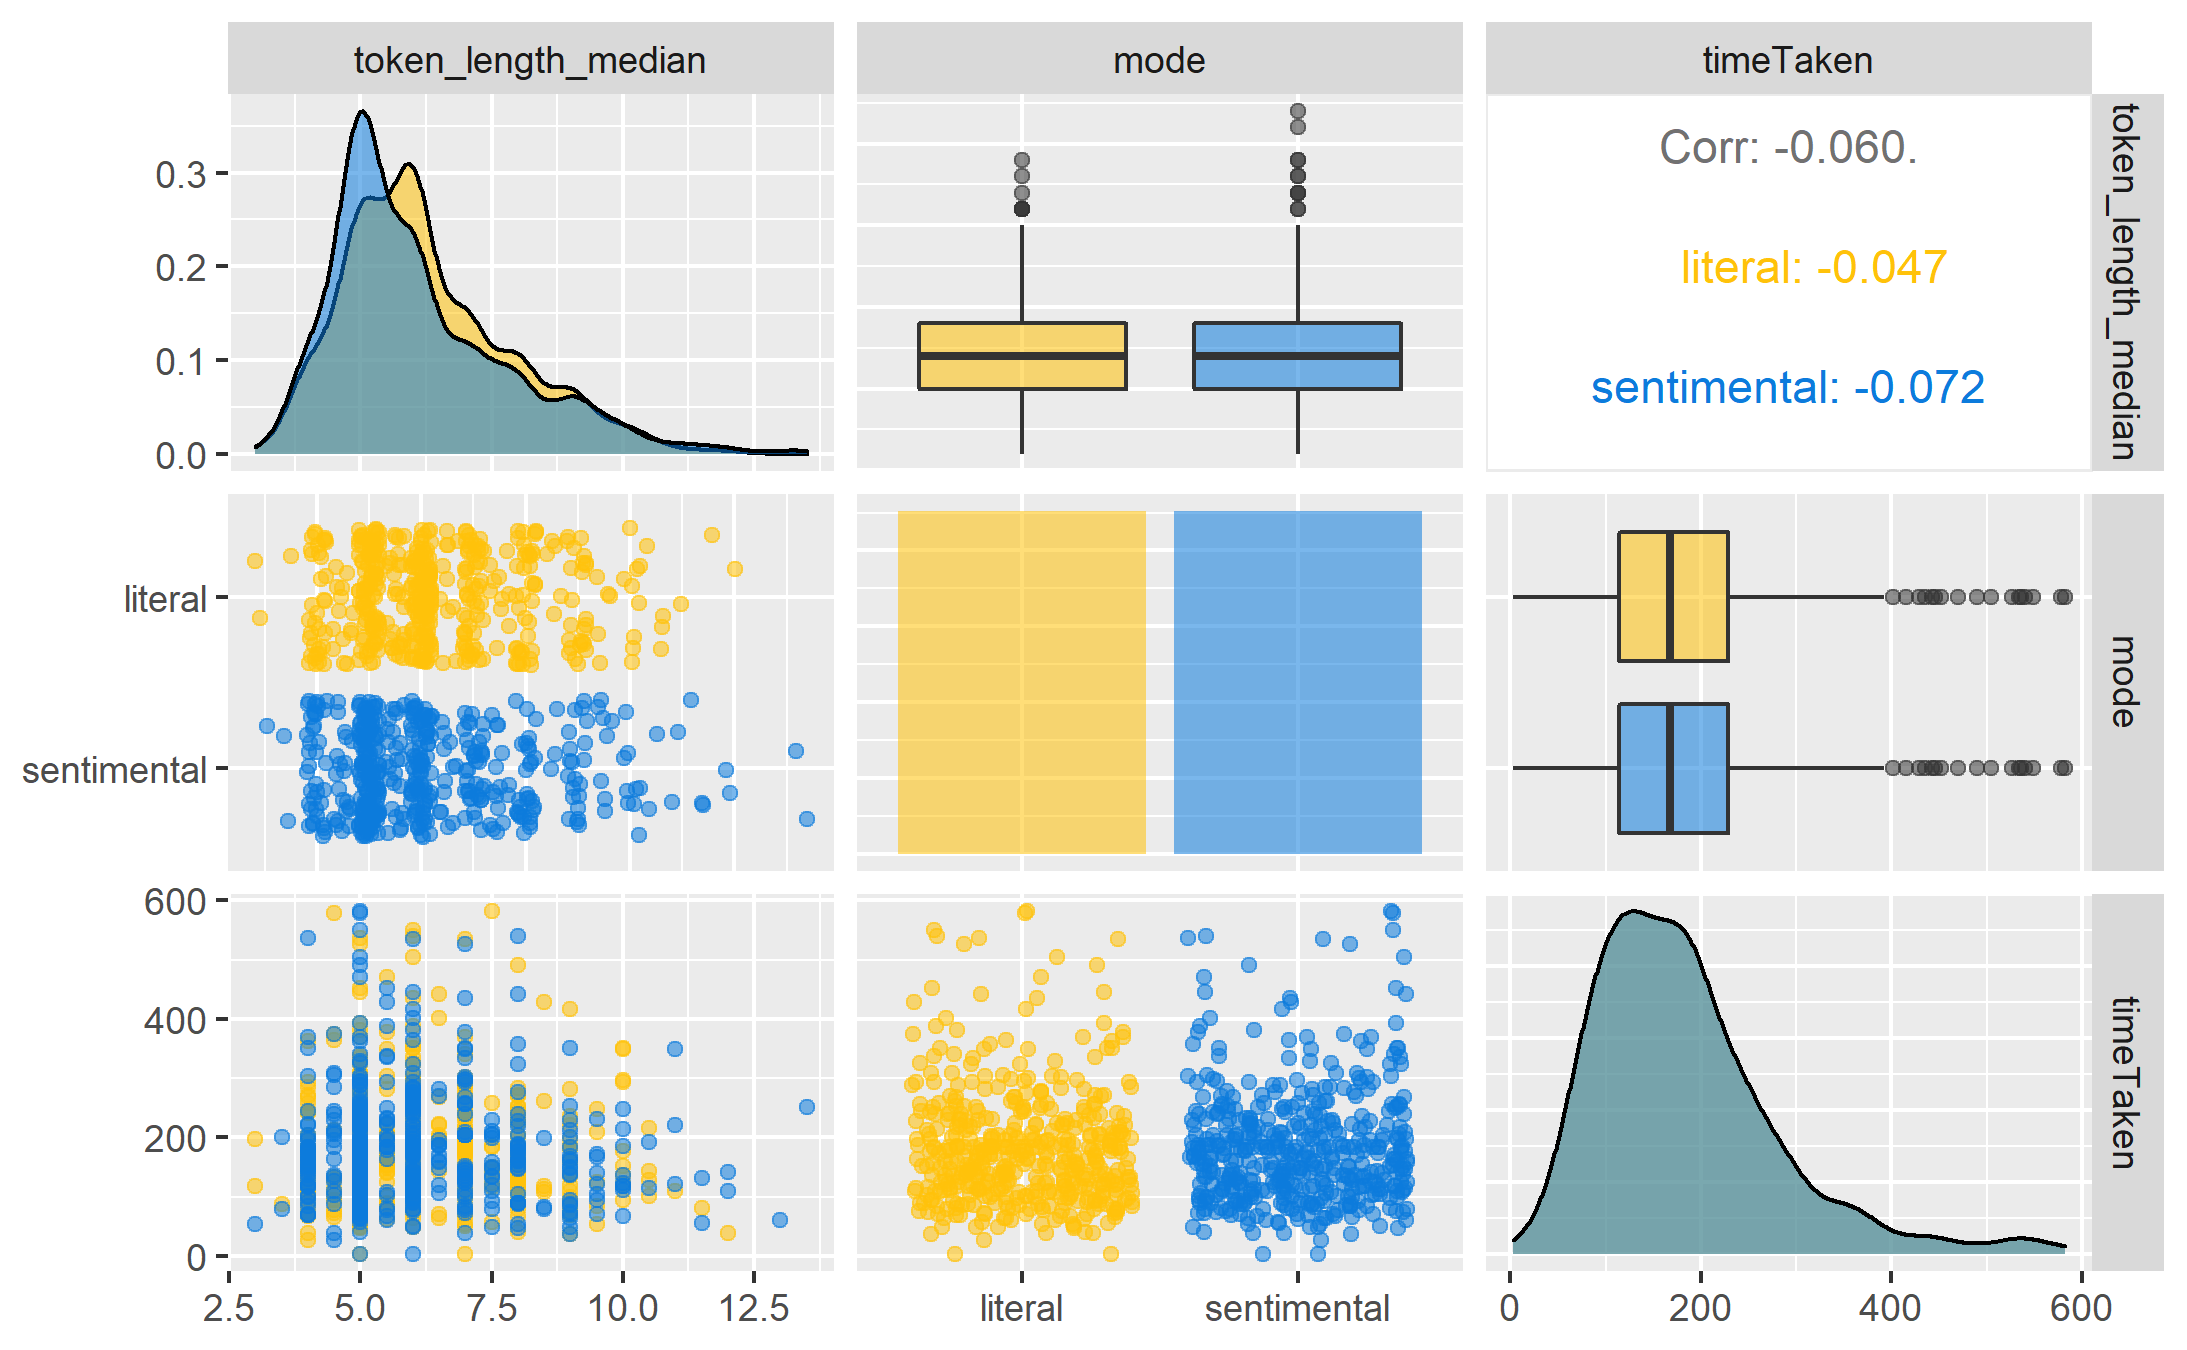 token_length_median
mode
timeTaken
0.3
0.2
0.1
0.0
Corr: -0.060.
literal: -0.047
sentimental: -0.072
token_length_median
literal
sentimental
mode
600
400
200
0
timeTaken
2.5 5.0 7.5 10.0 12.5
literal sentimental
0 200 400 600